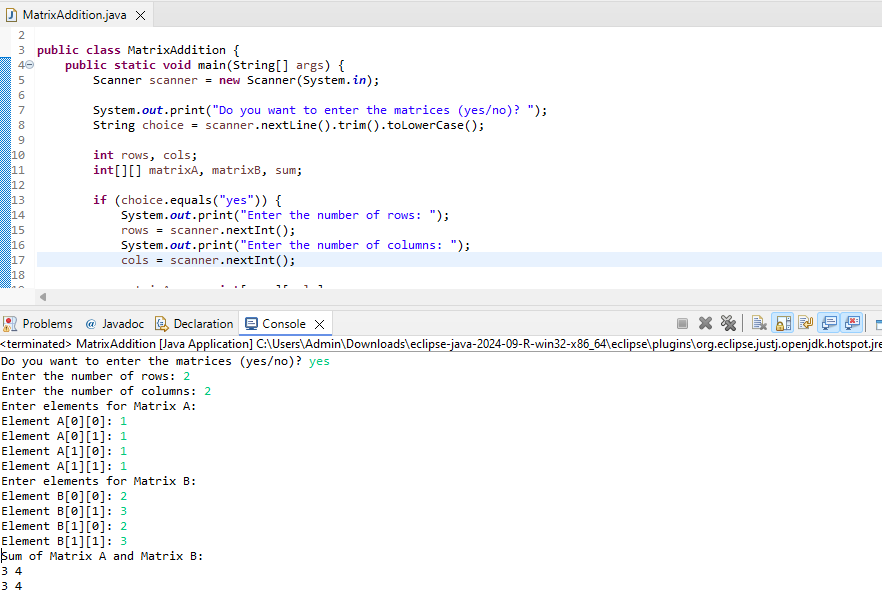 MatrixAddition.java
2
3 public class MatrixAddition {
4 public static void main(String[] args) {
5 Scanner scanner = new Scanner(System.in);
6
7 System.out.print("Do you want to enter the matrices (yes/no)? ");
8 String choice = scanner.nextLine().trim().toLowerCase();
9
10 int rows, cols;
11 int[][] matrixA, matrixB, sum;
12
13 if (choice.equals("yes")) {
14 System.out.print("Enter the number of rows: ");
15 rows = scanner.nextInt();
16 System.out.print("Enter the number of columns: ");
17 cols = scanner.nextInt();
18
Problems Javadoc Declaration Console
<terminated> MatrixAddition [Java Application] C:\Users\Admin\Downloads\eclipse-java-2024-09-R-win32-x86_64\eclipse\plugins\org.eclipse.justj.openjdk.hotspot.jre
Do you want to enter the matrices (yes/no)? yes
Enter the number of rows: 2
Enter the number of columns: 2
Enter elements for Matrix A:
Element A[0][0]: 1
Element A[0][1]: 1
Element A[1][0]: 1
Element A[1][1]: 1
Enter elements for Matrix B:
Element B[0][0]: 2
Element B[0][1]: 3
Element B[1][0]: 2
Element B[1][1]: 3
Sum of Matrix A and Matrix B:
3 4
3 4